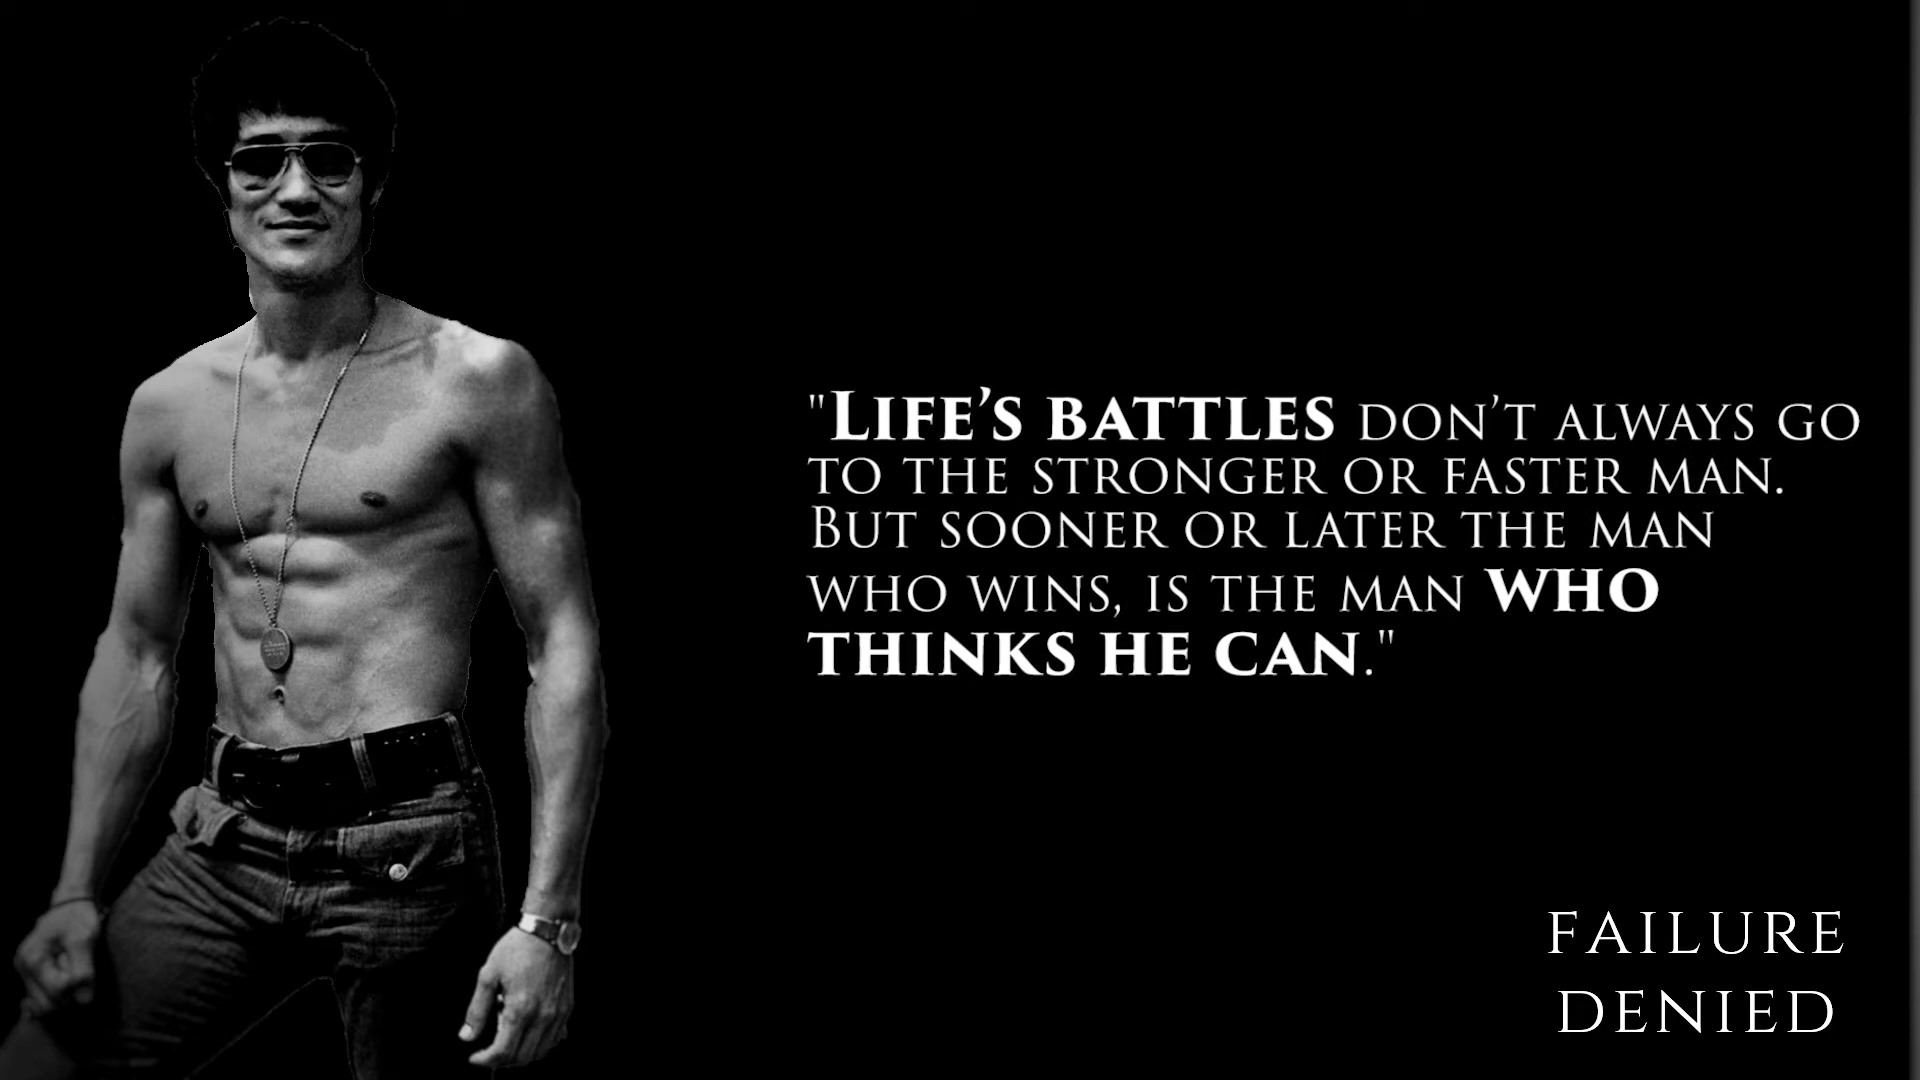 "Life’s battles don’t always go
to the stronger or faster man.
But sooner or later the man
who wins, is the man who
thinks he can."
FAILURE
DENIED